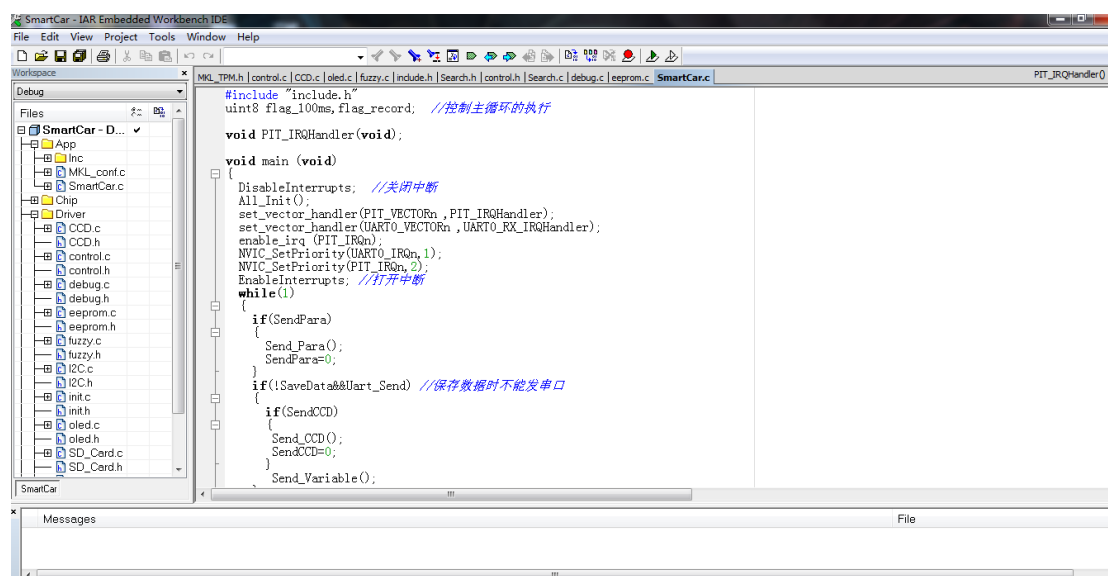 SmartCar - IAR Embedded Workbench IDE
File Edit View Project Tools Window Help
Workspace
MKL_TPM.h | control.c | CCD.c | oled.c | fuzzy.c | include.h | Search.h | control.h | Search.c | debug.c | eeprom.c SmartCar.c
PIT_IRQHandler()
Debug
Files
SmartCar - D...
App
Inc
MKL_conf.c
SmartCar.c
Chip
Driver
CCD.c
CCD.h
control.c
control.h
debug.c
debug.h
eeprom.c
eeprom.h
fuzzy.c
fuzzy.h
I2C.c
I2C.h
init.c
init.h
oled.c
oled.h
SD_Card.c
SD_Card.h
SmartCar
#include "include.h"
uint8 flag_100ms,flag_record; //控制主循环的执行
void PIT_IRQHandler(void);
void main (void)
{
DisableInterrupts; //关闭中断
All_Init();
set_vector_handler(PIT_VECTORn ,PIT_IRQHandler);
set_vector_handler(UART0_VECTORn ,UART0_RX_IRQHandler);
enable_irq (PIT_IRQn);
NVIC_SetPriority(UART0_IRQn,1);
NVIC_SetPriority(PIT_IRQn,2);
EnableInterrupts; //打开中断
while(1)
{
if(SendPara)
{
Send_Para();
SendPara=0;
}
if(!SaveData&&Uart_Send) //保存数据时不能发串口
{
if(SendCCD)
{
Send_CCD();
SendCCD=0;
}
Send_Variable();
Messages File